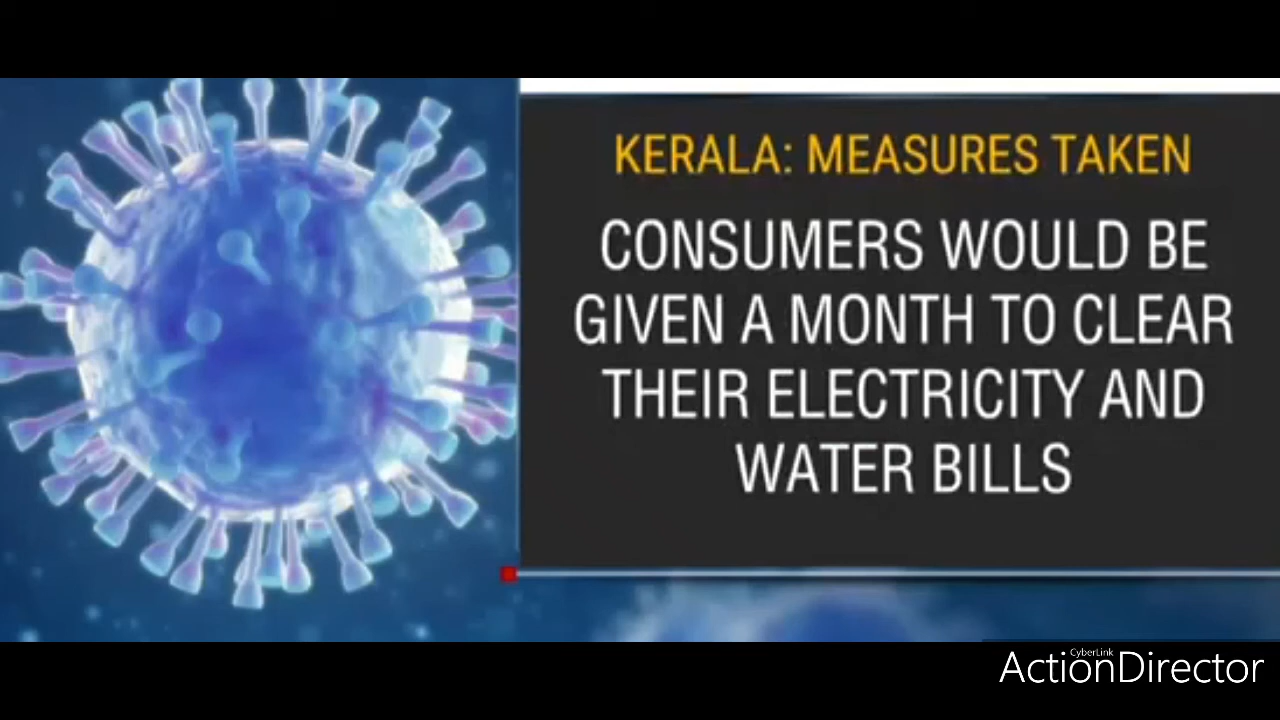 KERALA: MEASURES TAKEN
CONSUMERS WOULD BE
GIVEN A MONTH TO CLEAR
THEIR ELECTRICITY AND
WATER BILLS
CyberLink
ActionDirector